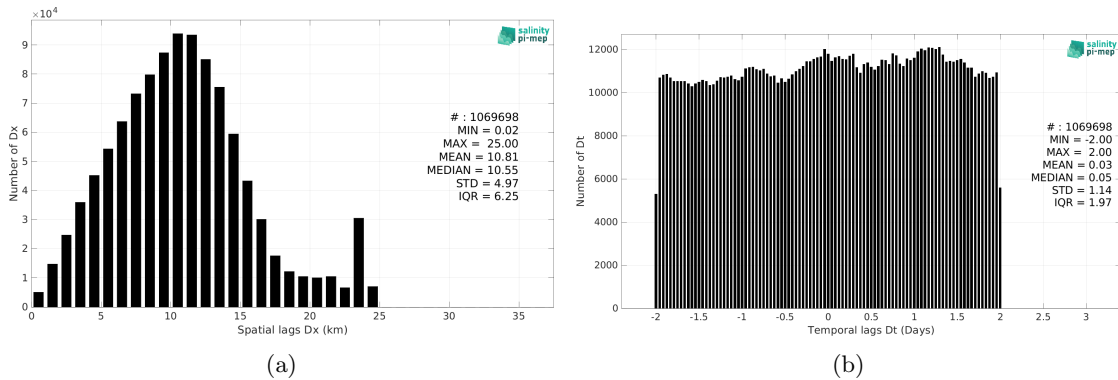 ×10⁴
9
8
7
6
5
4
3
2
1
0
Number of Dx
0 5 10 15 20 25 30 35
Spatial lags Dx (km)
salinity
pi-mep
# : 1069698
MIN = 0.02
MAX = 25.00
MEAN = 10.81
MEDIAN = 10.55
STD = 4.97
IQR = 6.25
(a)
12000
10000
8000
6000
4000
2000
0
Number of Dt
-2 -1.5 -1 -0.5 0 0.5 1 1.5 2 2.5 3
Temporal lags Dt (Days)
salinity
pi-mep
# : 1069698
MIN = -2.00
MAX = 2.00
MEAN = 0.03
MEDIAN = 0.05
STD = 1.14
IQR = 1.97
(b)